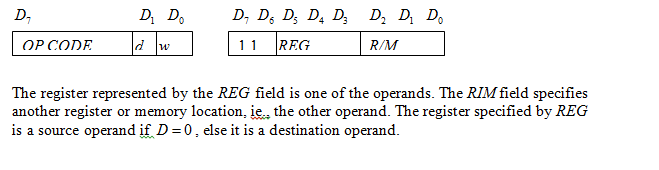 D₇ D₁ D₀ D₇ D₆ D₅ D₄ D₃ D₂ D₁ D₀
OP CODE d w 1 1 REG R/M
The register represented by the REG field is one of the operands. The RIM field specifies
another register or memory location, ie., the other operand. The register specified by REG
is a source operand if D = 0, else it is a destination operand.